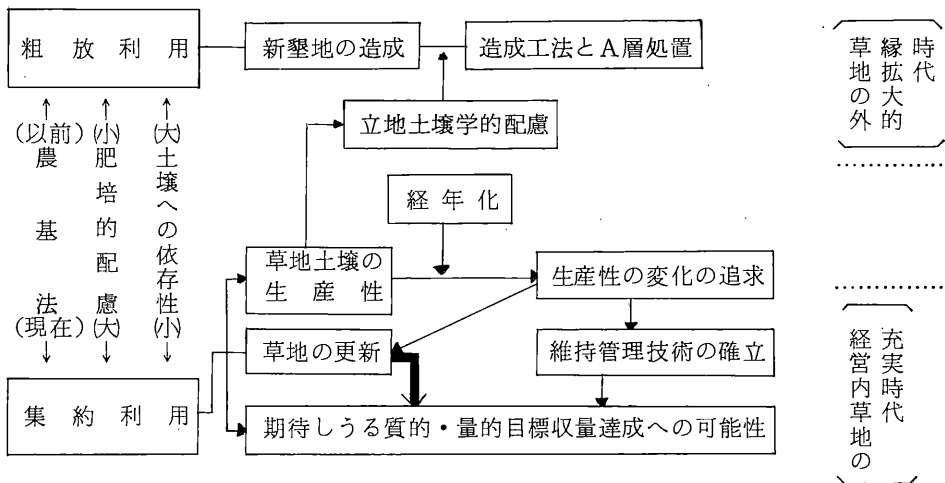 粗放利用
新墾地の造成
造成工法とA層処置
立地土壌学的配慮
経年化
草地土壌の
生産性
生産性の変化の追求
草地の更新
維持管理技術の確立
集約利用
期待しうる質的・量的目標収量達成への可能性
(以前)農基法(現在)
(小)肥培的配慮(大)
(大)土壌への依存性(小)
草地の外
縁拡大的
時代
経営内草地の
充実時代